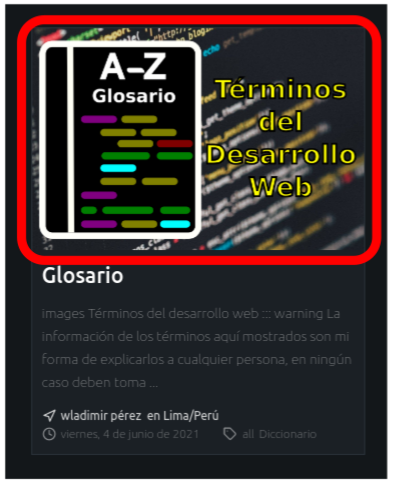 A-Z
Glosario
Términos
del
Desarrollo
Web
Glosario
images Términos del desarrollo web ::: warning La
información de los términos aquí mostrados son mi
forma de explicarlos a cualquier persona, en ningún
caso deben toma ...
wladimir pérez en Lima/Perú
viernes, 4 de junio de 2021 all Diccionario